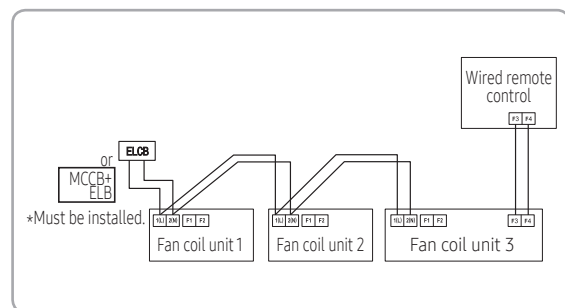 Wired remote
control
F3 F4
or
ELCB
MCCB+
ELB
*Must be installed.
1(L) 2(N) F1 F2
1(L) 2(N) F1 F2
1(L) 2(N) F1 F2
F3 F4
Fan coil unit 1
Fan coil unit 2
Fan coil unit 3